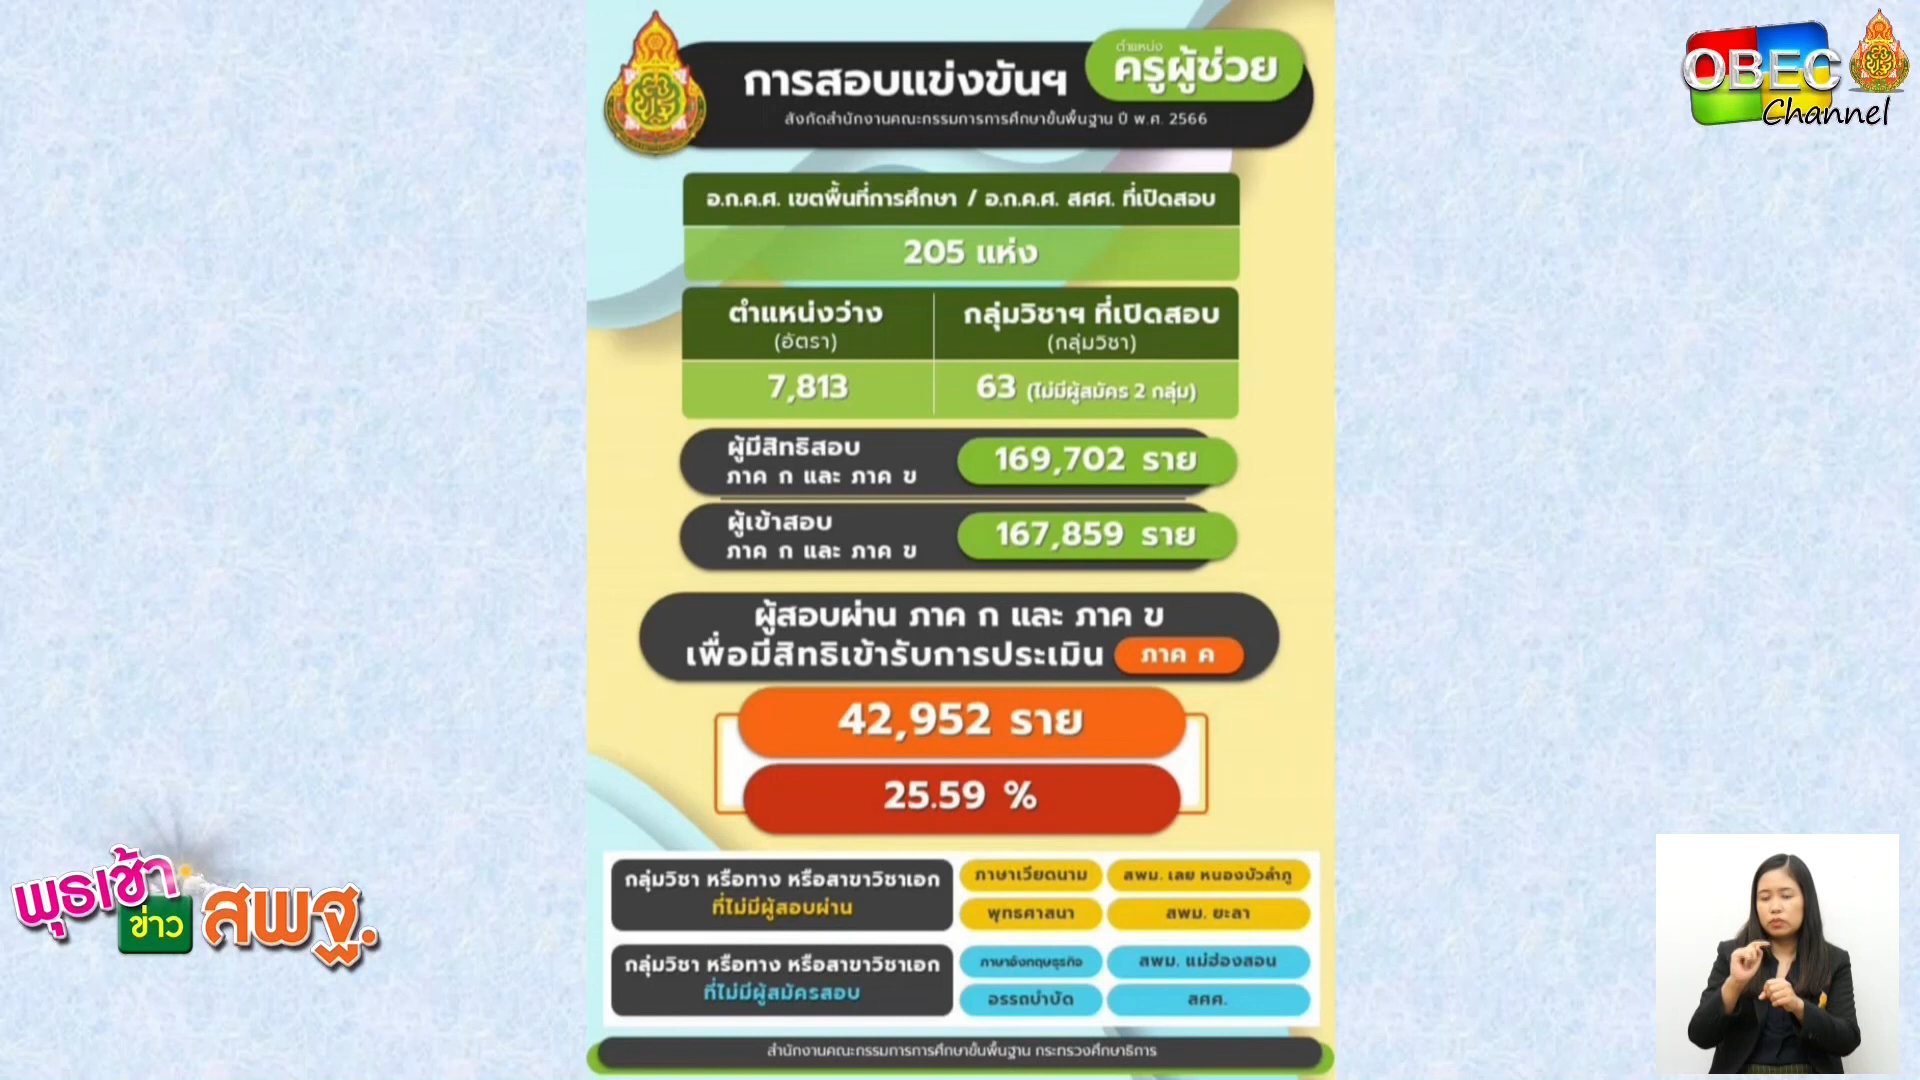 OBEC
Channel
ตำแหน่ง
ครูผู้ช่วย
การสอบแข่งขันฯ
สังกัดสำนักงานคณะกรรมการการศึกษาขั้นพื้นฐาน ปี พ.ศ. 2566
อ.ก.ค.ศ. เขตพื้นที่การศึกษา / อ.ก.ค.ศ. สศศ. ที่เปิดสอบ
205 แห่ง
ตำแหน่งว่าง
(อัตรา)
กลุ่มวิชาฯ ที่เปิดสอบ
(กลุ่มวิชา)
7,813
63 (ไม่มีผู้สมัคร 2 กลุ่ม)
ผู้มีสิทธิสอบ
ภาค ก และ ภาค ข
169,702 ราย
ผู้เข้าสอบ
ภาค ก และ ภาค ข
167,859 ราย
ผู้สอบผ่าน ภาค ก และ ภาค ข
เพื่อมีสิทธิเข้ารับการประเมิน ภาค ค
42,952 ราย
25.59 %
กลุ่มวิชา หรือทาง หรือสาขาวิชาเอก
ที่ไม่มีผู้สอบผ่าน
ภาษาเวียดนาม
สพม. เลย หนองบัวลำภู
พุทธศาสนา
สพม. ยะลา
กลุ่มวิชา หรือทาง หรือสาขาวิชาเอก
ที่ไม่มีผู้สมัครสอบ
ภาษาอังกฤษธุรกิจ
สพม. แม่ฮ่องสอน
อรรถบำบัด
สศศ.
สำนักงานคณะกรรมการการศึกษาขั้นพื้นฐาน กระทรวงศึกษาธิการ
พุธเช้า
ข่าว
สพฐ.